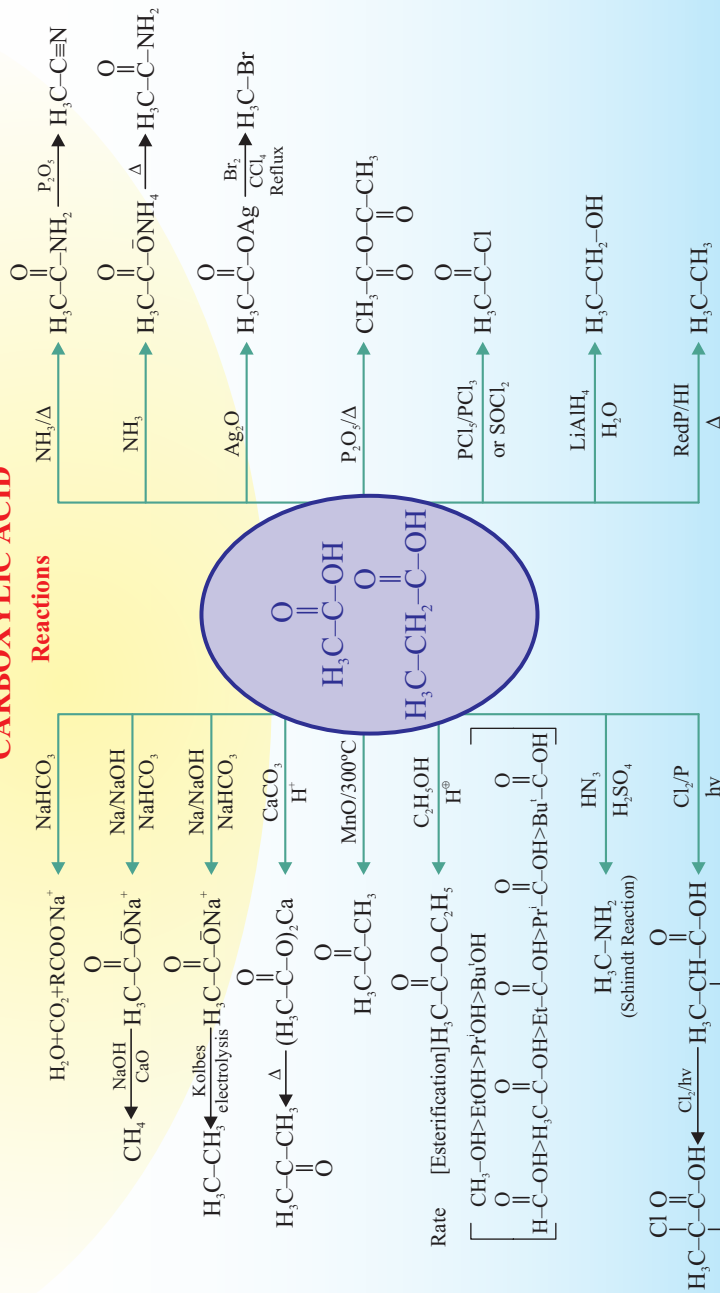 CARBOXYLIC ACID
Reactions
O
H₃C–C–OH
O
H₃C–CH₂–C–OH
NaHCO₃
H₂O+CO₂+RCOO⁻Na⁺
Na/NaOH
NaHCO₃
O
H₃C–C–ŌNa⁺
NaOH
CaO
CH₄
Na/NaOH
NaHCO₃
O
H₃C–C–ŌNa⁺
Kolbes
electrolysis
H₃C–CH₃
CaCO₃
H⁺
O
(H₃C–C–O)₂Ca
Δ
H₃C–C–CH₃
O
MnO/300ºC
O
H₃C–C–CH₃
C₂H₅OH
H⊕
O
Rate [Esterification] H₃C–C–O–C₂H₅
CH₃–OH>EtOH>PrⁱOH>BuᵗOH
O O O O O
H–C–OH>H₃C–C–OH>Et–C–OH>Prⁱ–C–OH>Buᵗ–C–OH
HN₃
H₂SO₄
H₃C–NH₂
(Schimdt Reaction)
Cl₂/P
hν
O
H₃C–CH–C–OH
Cl₂/hν
Cl O
H₃C–C–C–OH
NH₃/Δ
O
H₃C–C–NH₂
P₂O₅
H₃C–C≡N
NH₃
O
H₃C–C–ŌNH₄
Δ
O
H₃C–C–NH₂
Ag₂O
O
H₃C–C–OAg
Br₂
CCl₄
Reflux
H₃C–Br
P₂O₅/Δ
CH₃–C–O–C–CH₃
O O
PCl₅/PCl₃
or SOCl₂
O
H₃C–C–Cl
LiAlH₄
H₂O
H₃C–CH₂–OH
RedP/HI
Δ
H₃C–CH₃